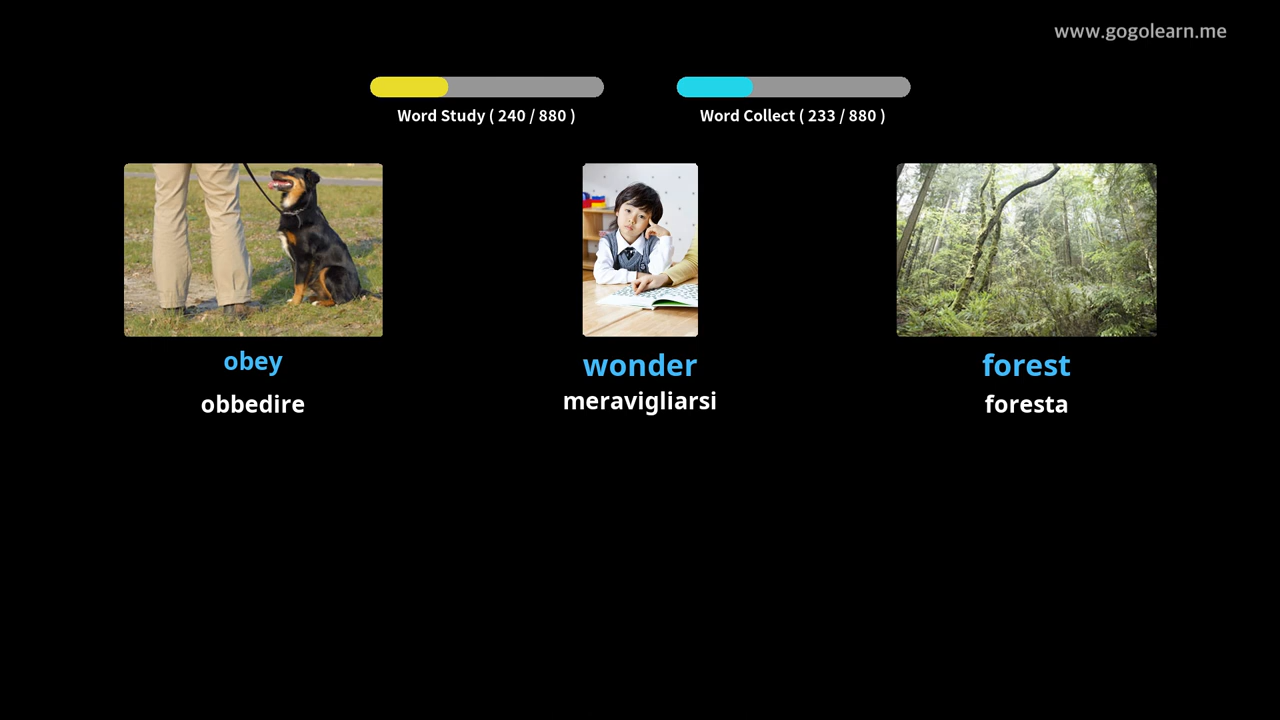 www.gogolearn.me
Word Study ( 240 / 880 )
Word Collect ( 233 / 880 )
obey
obbedire
wonder
meravigliarsi
forest
foresta